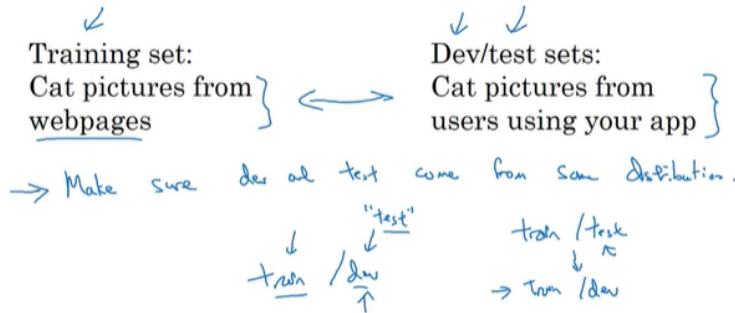 Training set:
Cat pictures from
webpages
Dev/test sets:
Cat pictures from
users using your app
→ Make sure dev and test come from same distribution.
"test"
train / dev
train / test
→ train / dev